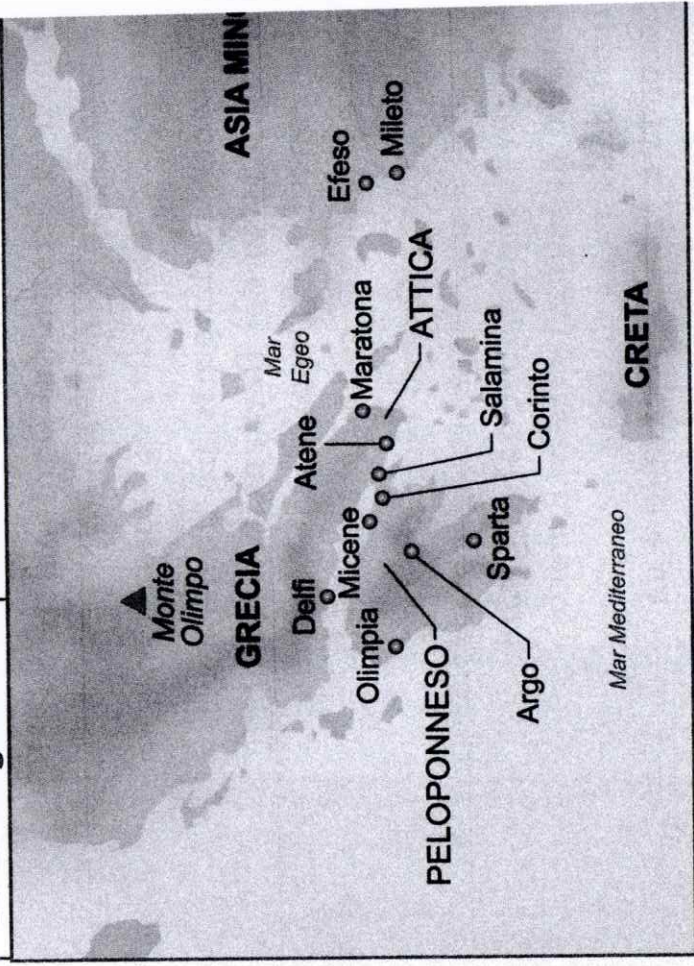 ASIA MIN
Monte
Olimpo
GRECIA
Mar
Egeo
Delfi
Atene
Efeso
Mileto
Micene
Maratona
Olimpia
ATTICA
PELOPONNESO
Salamina
Corinto
Sparta
Argo
CRETA
Mar Mediterraneo